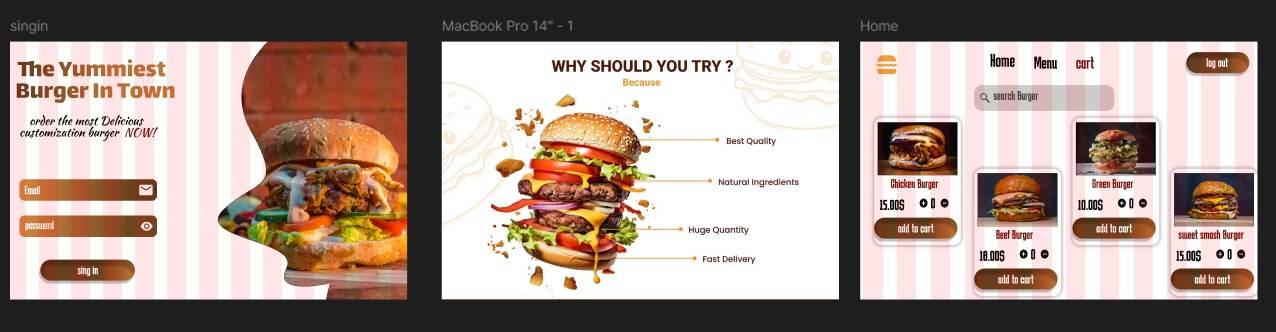 singin
The Yummiest
Burger In Town
order the most Delicious
customization burger NOW!
Email
password
sing in
MacBook Pro 14" - 1
WHY SHOULD YOU TRY ?
Because
Best Quality
Natural Ingredients
Huge Quantity
Fast Delivery
Home
Home Menu cart
log out
search Burger
Chicken Burger
15.00$ 0
add to cart
Beef Burger
18.00$ 0
add to cart
Green Burger
10.00$ 0
add to cart
sweet smash Burger
15.00$ 0
add to cart